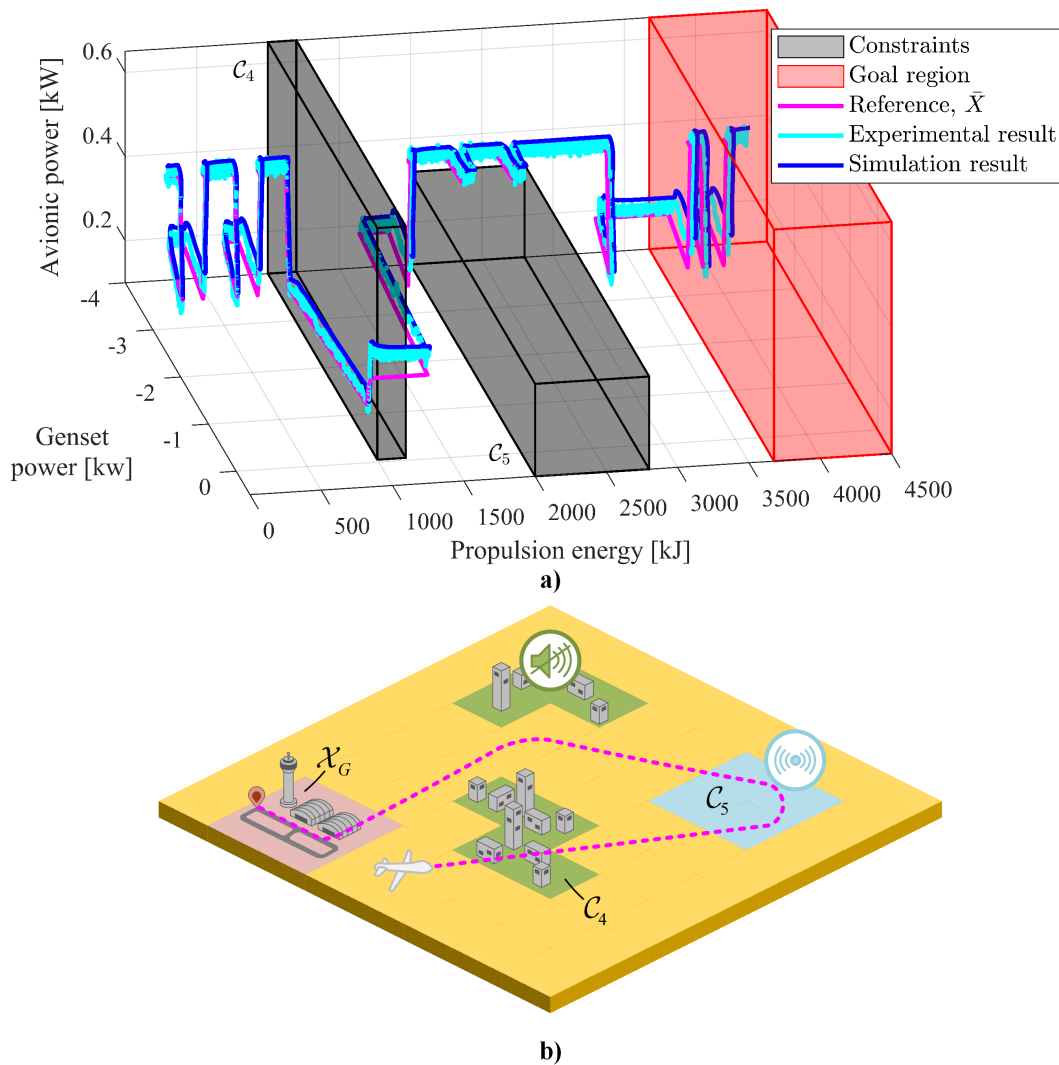 0.6
0.4
0.2
-4
-3
-2
-1
0
Avionic power [kW]
Genset
power [kw]
0
500
1000
1500
2000
2500
3000
3500
4000
4500
Propulsion energy [kJ]
𝒞₄
𝒞₅
Constraints
Goal region
Reference, X̄
Experimental result
Simulation result
a)
𝒳_G
𝒞₅
𝒞₄
b)